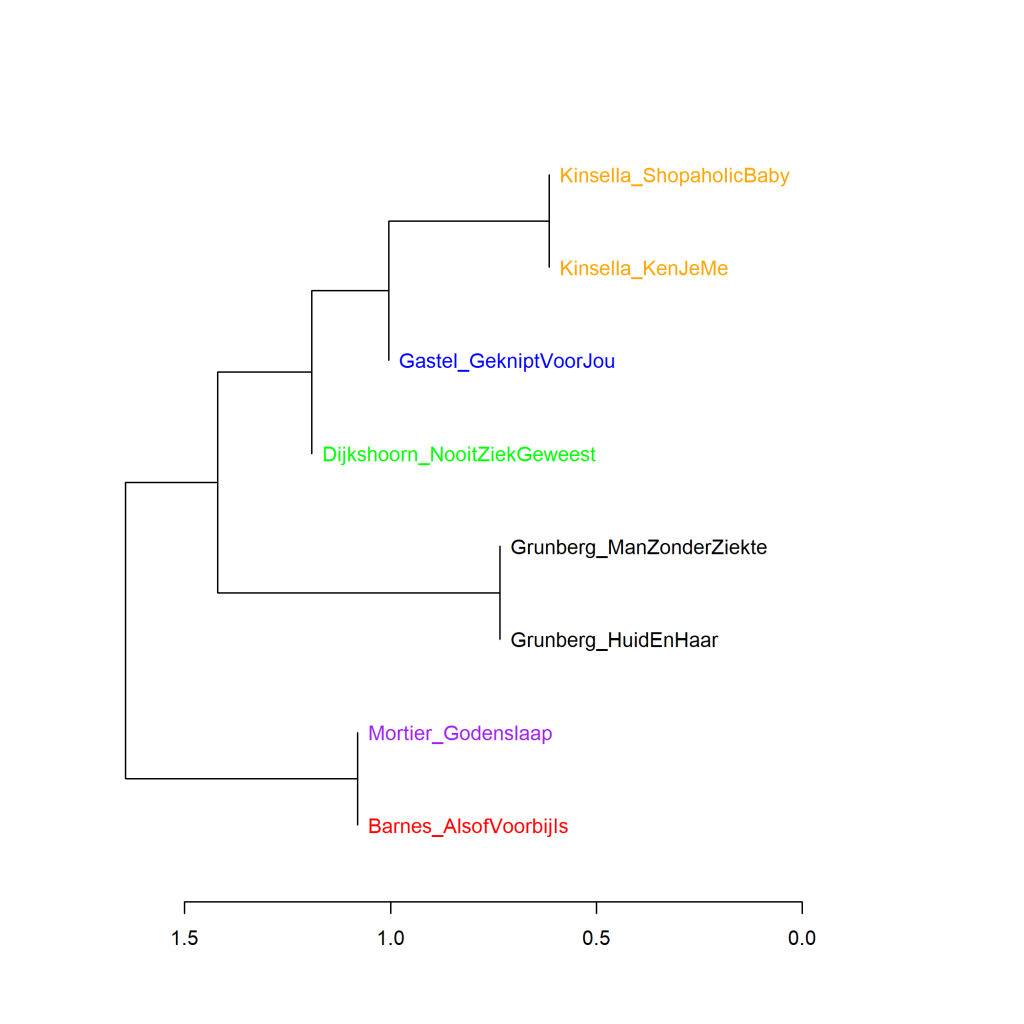 Kinsella_ShopaholicBaby
Kinsella_KenJeMe
Gastel_GekniptVoorJou
Dijkshoorn_NooitZiekGeweest
Grunberg_ManZonderZiekte
Grunberg_HuidEnHaar
Mortier_Godenslaap
Barnes_AlsofVoorbijIs
1.5 1.0 0.5 0.0